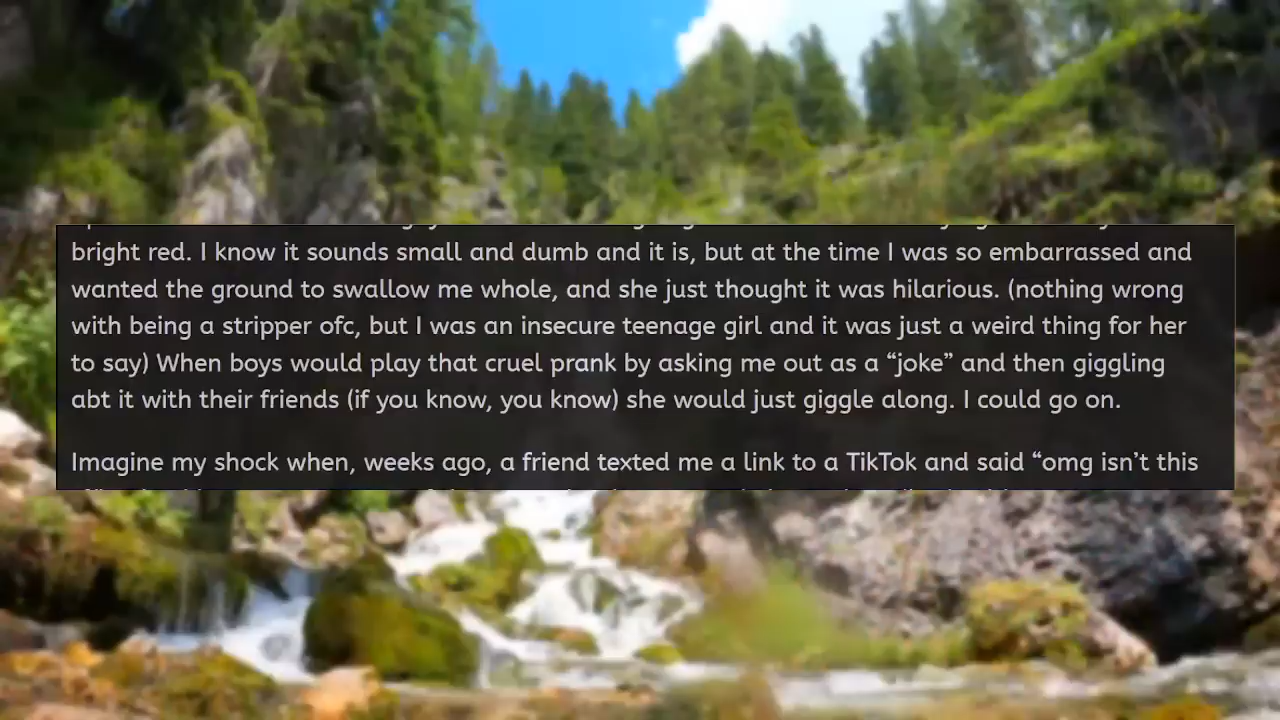 bright red. I know it sounds small and dumb and it is, but at the time I was so embarrassed and
wanted the ground to swallow me whole, and she just thought it was hilarious. (nothing wrong
with being a stripper ofc, but I was an insecure teenage girl and it was just a weird thing for her
to say) When boys would play that cruel prank by asking me out as a “joke” and then giggling
abt it with their friends (if you know, you know) she would just giggle along. I could go on.
Imagine my shock when, weeks ago, a friend texted me a link to a TikTok and said “omg isn’t this